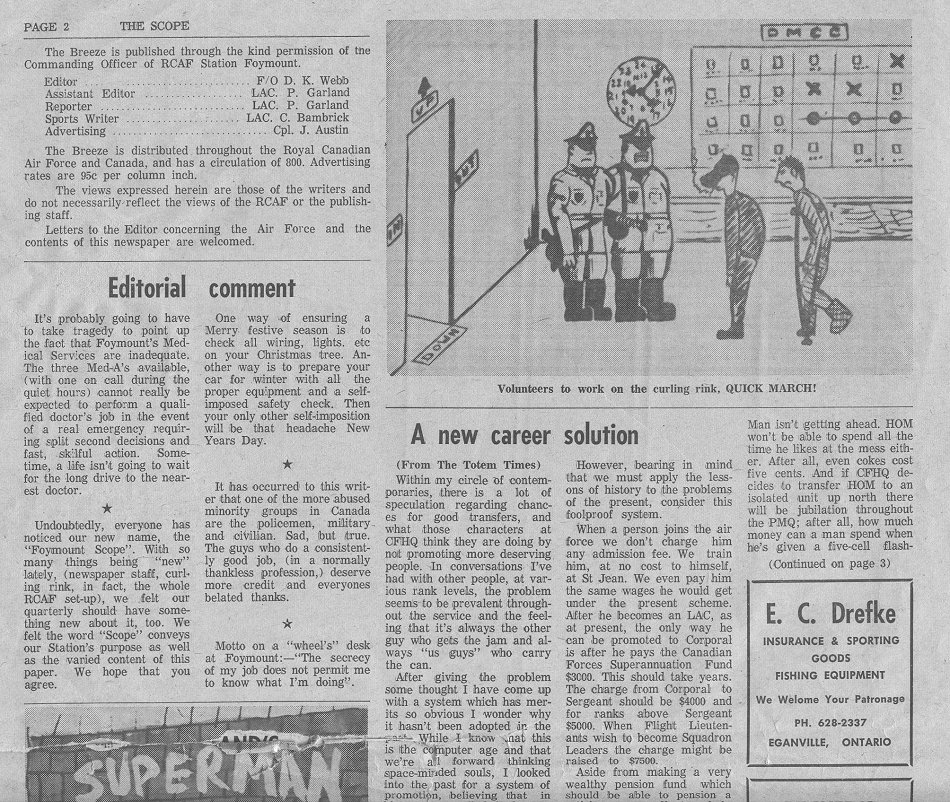 PAGE 2 THE SCOPE
The Breeze is published through the kind permission of the
Commanding Officer of RCAF Station Foymount.
Editor ........................ F/O D. K. Webb
Assistant Editor .................. LAC. P. Garland
Reporter .......................... LAC. P. Garland
Sports Writer .................... LAC. C. Bambrick
Advertising ............................ Cpl. J. Austin
The Breeze is distributed throughout the Royal Canadian
Air Force and Canada, and has a circulation of 800. Advertising
rates are 95c per column inch.
The views expressed herein are those of the writers and
do not necessarily reflect the views of the RCAF or the publish-
ing staff.
Letters to the Editor concerning the Air Force and the
contents of this newspaper are welcomed.
Editorial comment
It's probably going to have
to take tragedy to point up
the fact that Foymount's Med-
ical Services are inadequate.
The three Med-A's available,
(with one on call during the
quiet hours) cannot really be
expected to perform a quali-
fied doctor's job in the event
of a real emergency requir-
ing split second decisions and
fast, skilful action. Some-
time, a life isn't going to wait
for the long drive to the near-
est doctor.
★
Undoubtedly, everyone has
noticed our new name, the
"Foymount Scope". With so
many things being "new"
lately, (newspaper staff, curl-
ing rink, in fact, the whole
RCAF set-up), we felt our
quarterly should have some-
thing new about it, too. We
felt the word "Scope" conveys
our Station's purpose as well
as the varied content of this
paper. We hope that you
agree.
One way of ensuring a
Merry festive season is to
check all wiring, lights. etc
on your Christmas tree. An-
other way is to prepare your
car for winter with all the
proper equipment and a self-
imposed safety check. Then
your only other self-imposition
will be that headache New
Years Day.
★
It has occurred to this writ-
er that one of the more abused
minority groups in Canada
are the policemen, military
and civilian. Sad, but true.
The guys who do a consistent-
ly good job, (in a normally
thankless profession,) deserve
more credit and everyones
belated thanks.
★
Motto on a "wheel's" desk
at Foymount:—"The secrecy
of my job does not permit me
to know what I'm doing".
SUPERMAN
UP
OUT
IN
DOWN
DMCC
Volunteers to work on the curling rink, QUICK MARCH!
A new career solution
(From The Totem Times)
Within my circle of contem-
poraries, there is a lot of
speculation regarding chanc-
es for good transfers, and
what those characters at
CFHQ think they are doing by
not promoting more deserving
people. In conversations I've
had with other people, at var-
ious rank levels, the problem
seems to be prevalent through-
out the service and the feel-
ing that it's always the other
guy who gets the jam and al-
ways "us guys" who carry
the can.
After giving the problem
some thought I have come up
with a system which has mer-
its so obvious I wonder why
it hasn't been adopted in the
While I know that this
is the computer age and that
we're all forward thinking
space-minded souls, I looked
into the past for a system of
promotion, believing that in
However, bearing in mind
that we must apply the less-
ons of history to the problems
of the present, consider this
foolproof system.
When a person joins the air
force we don't charge him
any admission fee. We train
him, at no cost to himself,
at St Jean. We even pay him
the same wages he would get
under the present scheme.
After he becomes an LAC, as
at present, the only way he
can be promoted to Corporal
is after he pays the Canadian
Forces Superannuation Fund
$3000. This should take years.
The charge from Corporal to
Sergeant should be $4000 and
for ranks above Sergeant
$5000. When Flight Lieuten-
ants wish to become Squadron
Leaders the charge might be
raised to $7500.
Aside from making a very
wealthy pension fund which
should be able to pension a
Man isn't getting ahead. HOM
won't be able to spend all the
time he likes at the mess eith-
er. After all, even cokes cost
five cents. And if CFHQ de-
cides to transfer HOM to an
isolated unit up north there
will be jubilation throughout
the PMQ; after all, how much
money can a man spend when
he's given a five-cell flash-
(Continued on page 3)
E. C. Drefke
INSURANCE & SPORTING
GOODS
FISHING EQUIPMENT
We Welome Your Patronage
PH. 628-2337
EGANVILLE, ONTARIO